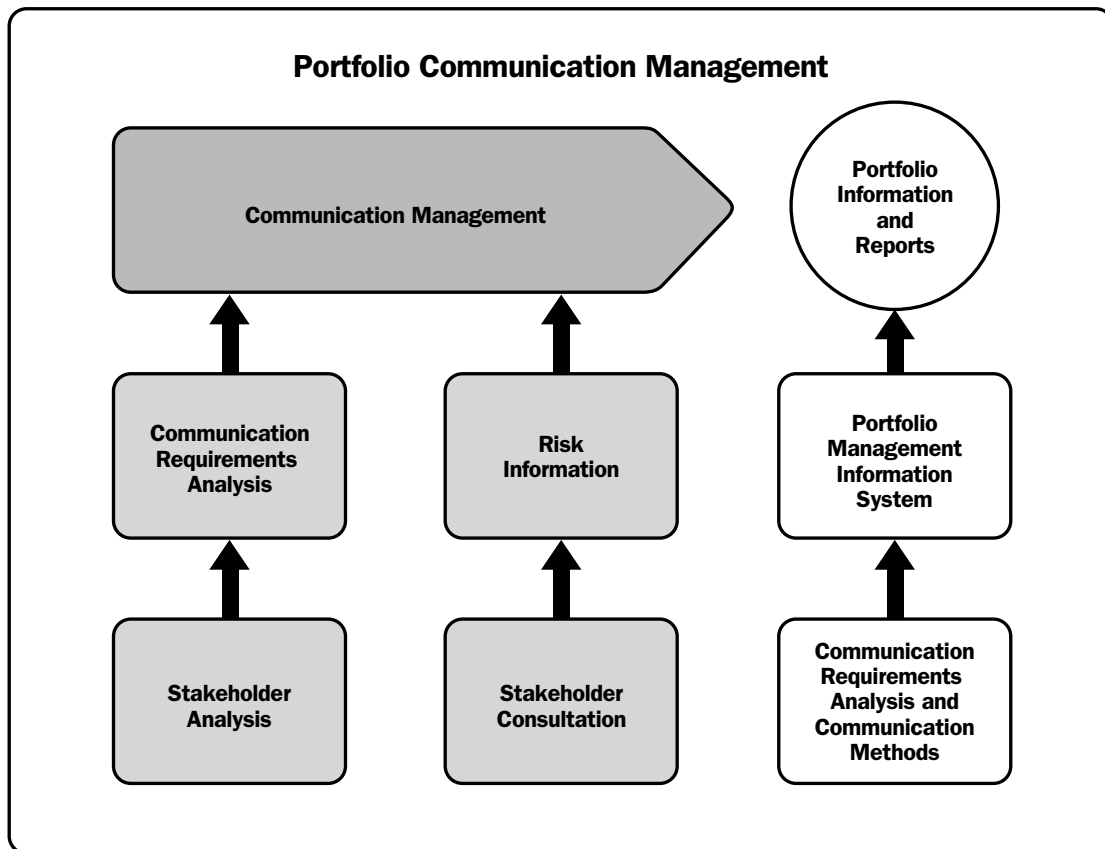 Portfolio Communication Management
Communication Management
Portfolio
Information
and
Reports
Communication
Requirements
Analysis
Risk
Information
Portfolio
Management
Information
System
Stakeholder
Analysis
Stakeholder
Consultation
Communication
Requirements
Analysis and
Communication
Methods